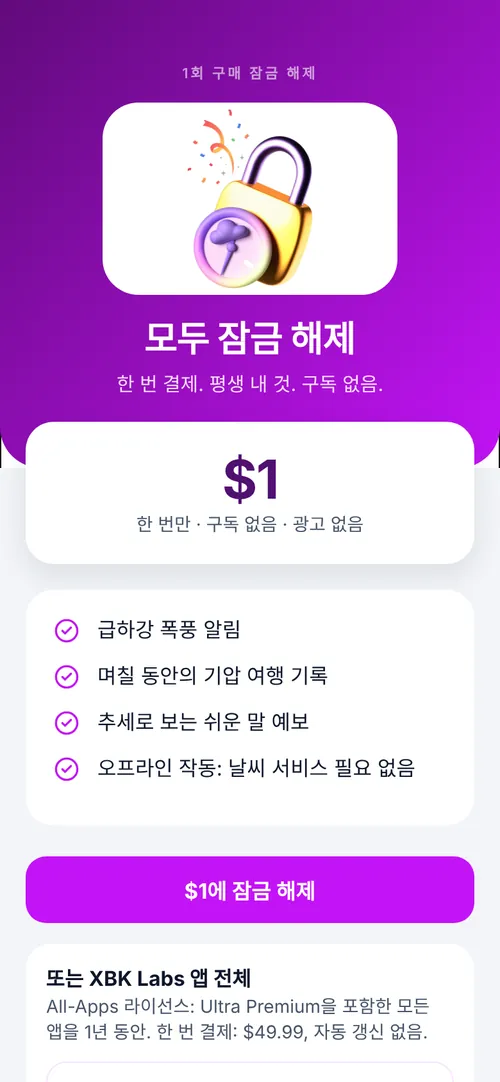 1회 구매 잠금 해제
모두 잠금 해제
한 번 결제. 평생 내 것. 구독 없음.
$1
한 번만 · 구독 없음 · 광고 없음
급하강 폭풍 알림
며칠 동안의 기압 여행 기록
추세로 보는 쉬운 말 예보
오프라인 작동: 날씨 서비스 필요 없음
$1에 잠금 해제
또는 XBK Labs 앱 전체
All-Apps 라이선스: Ultra Premium을 포함한 모든
앱을 1년 동안. 한 번 결제: $49.99, 자동 갱신 없음.